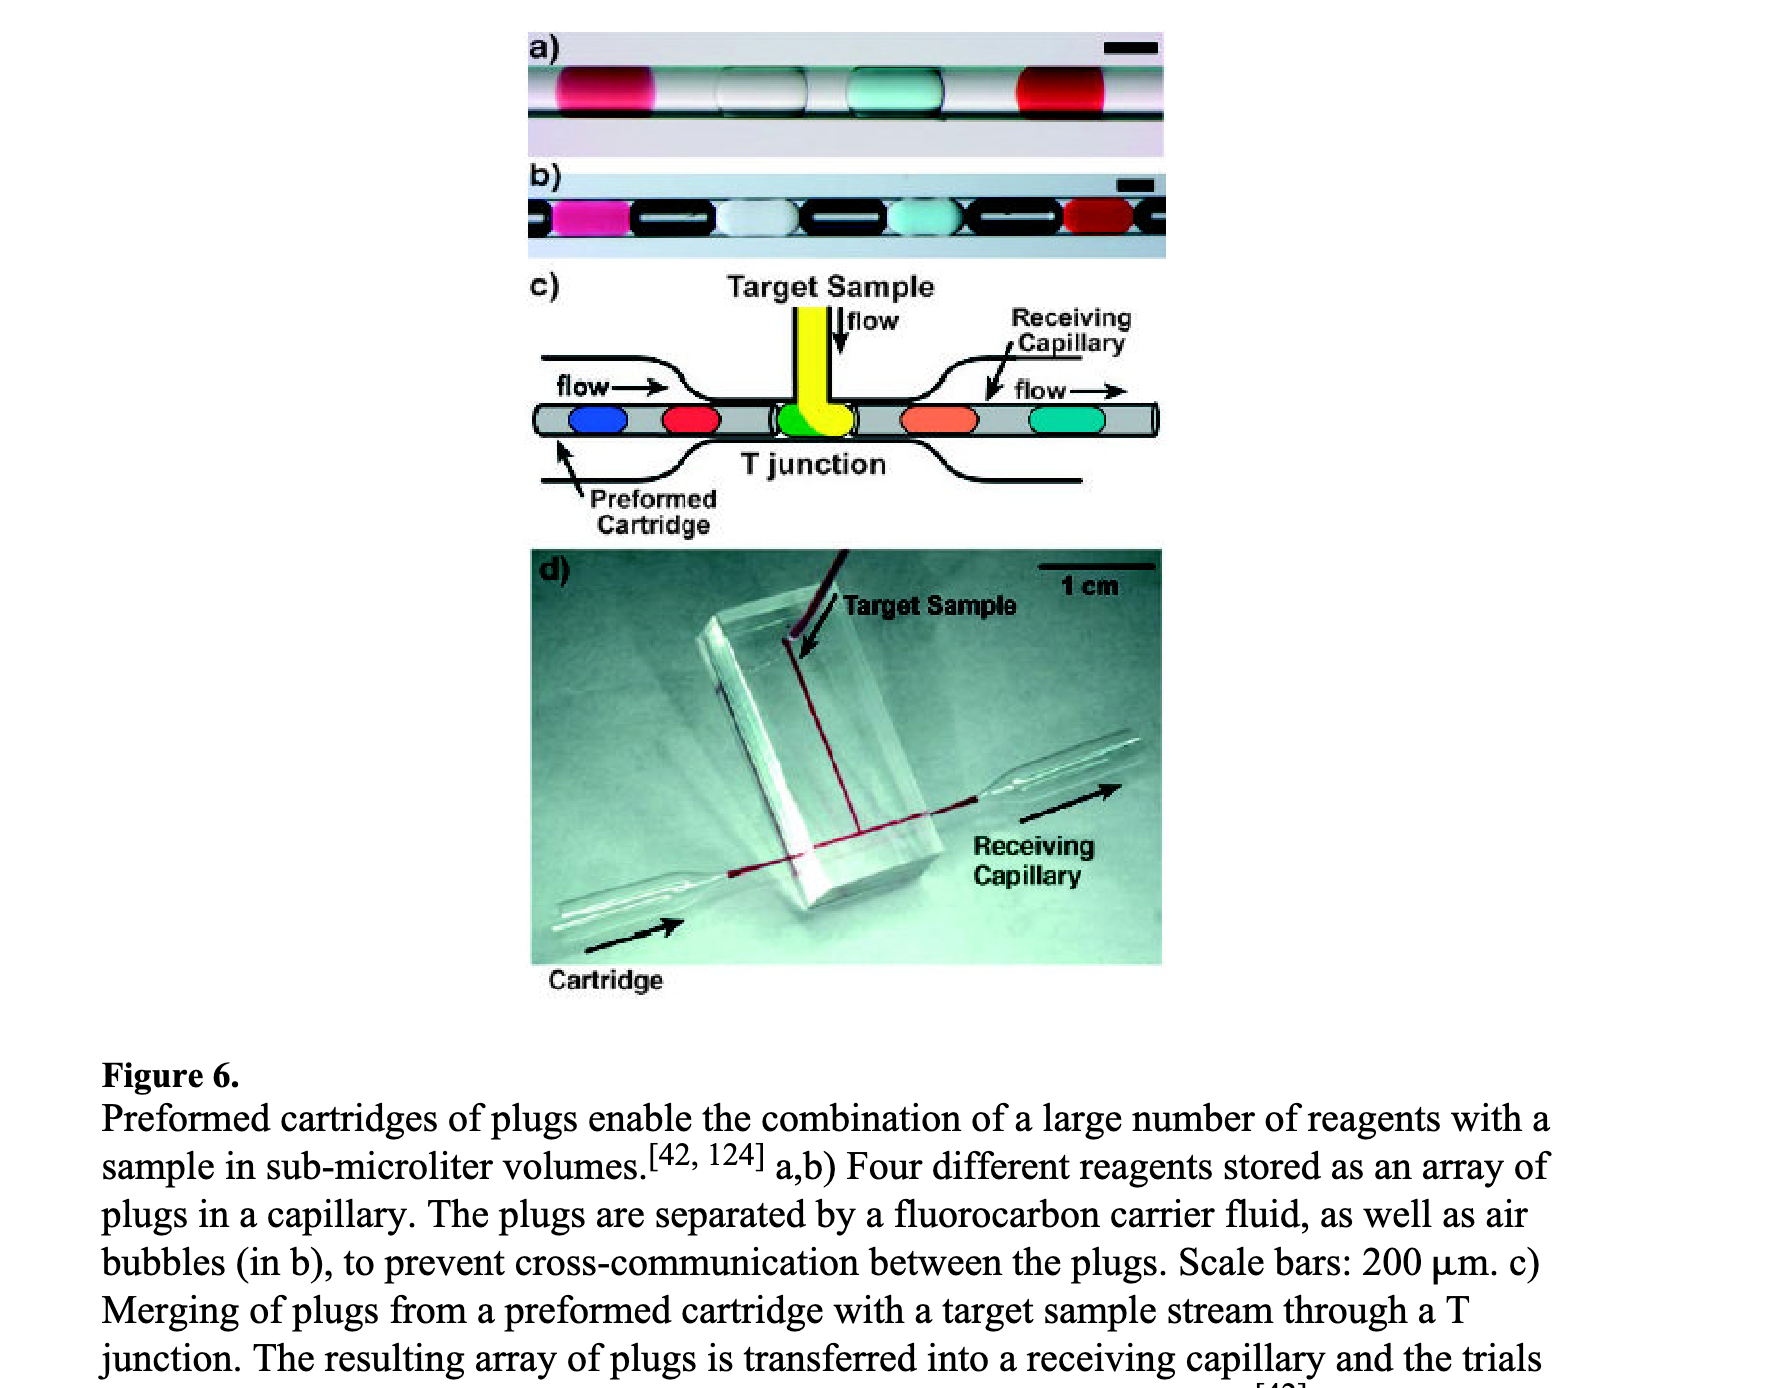 a)
b)
c)
Target Sample
flow
Receiving
Capillary
flow
flow
T junction
Preformed
Cartridge
d)
1 cm
Target Sample
Receiving
Capillary
Cartridge
Figure 6.
Preformed cartridges of plugs enable the combination of a large number of reagents with a
sample in sub-microliter volumes.[42, 124] a,b) Four different reagents stored as an array of
plugs in a capillary. The plugs are separated by a fluorocarbon carrier fluid, as well as air
bubbles (in b), to prevent cross-communication between the plugs. Scale bars: 200 μm. c)
Merging of plugs from a preformed cartridge with a target sample stream through a T
junction. The resulting array of plugs is transferred into a receiving capillary and the trials